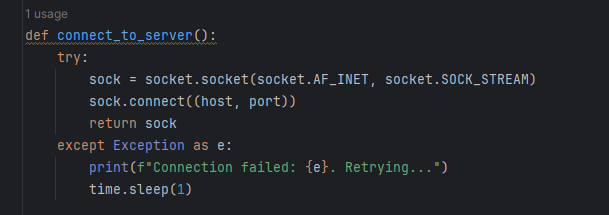 1 usage
def connect_to_server():
    try:
        sock = socket.socket(socket.AF_INET, socket.SOCK_STREAM)
        sock.connect((host, port))
        return sock
    except Exception as e:
        print(f"Connection failed: {e}. Retrying...")
        time.sleep(1)